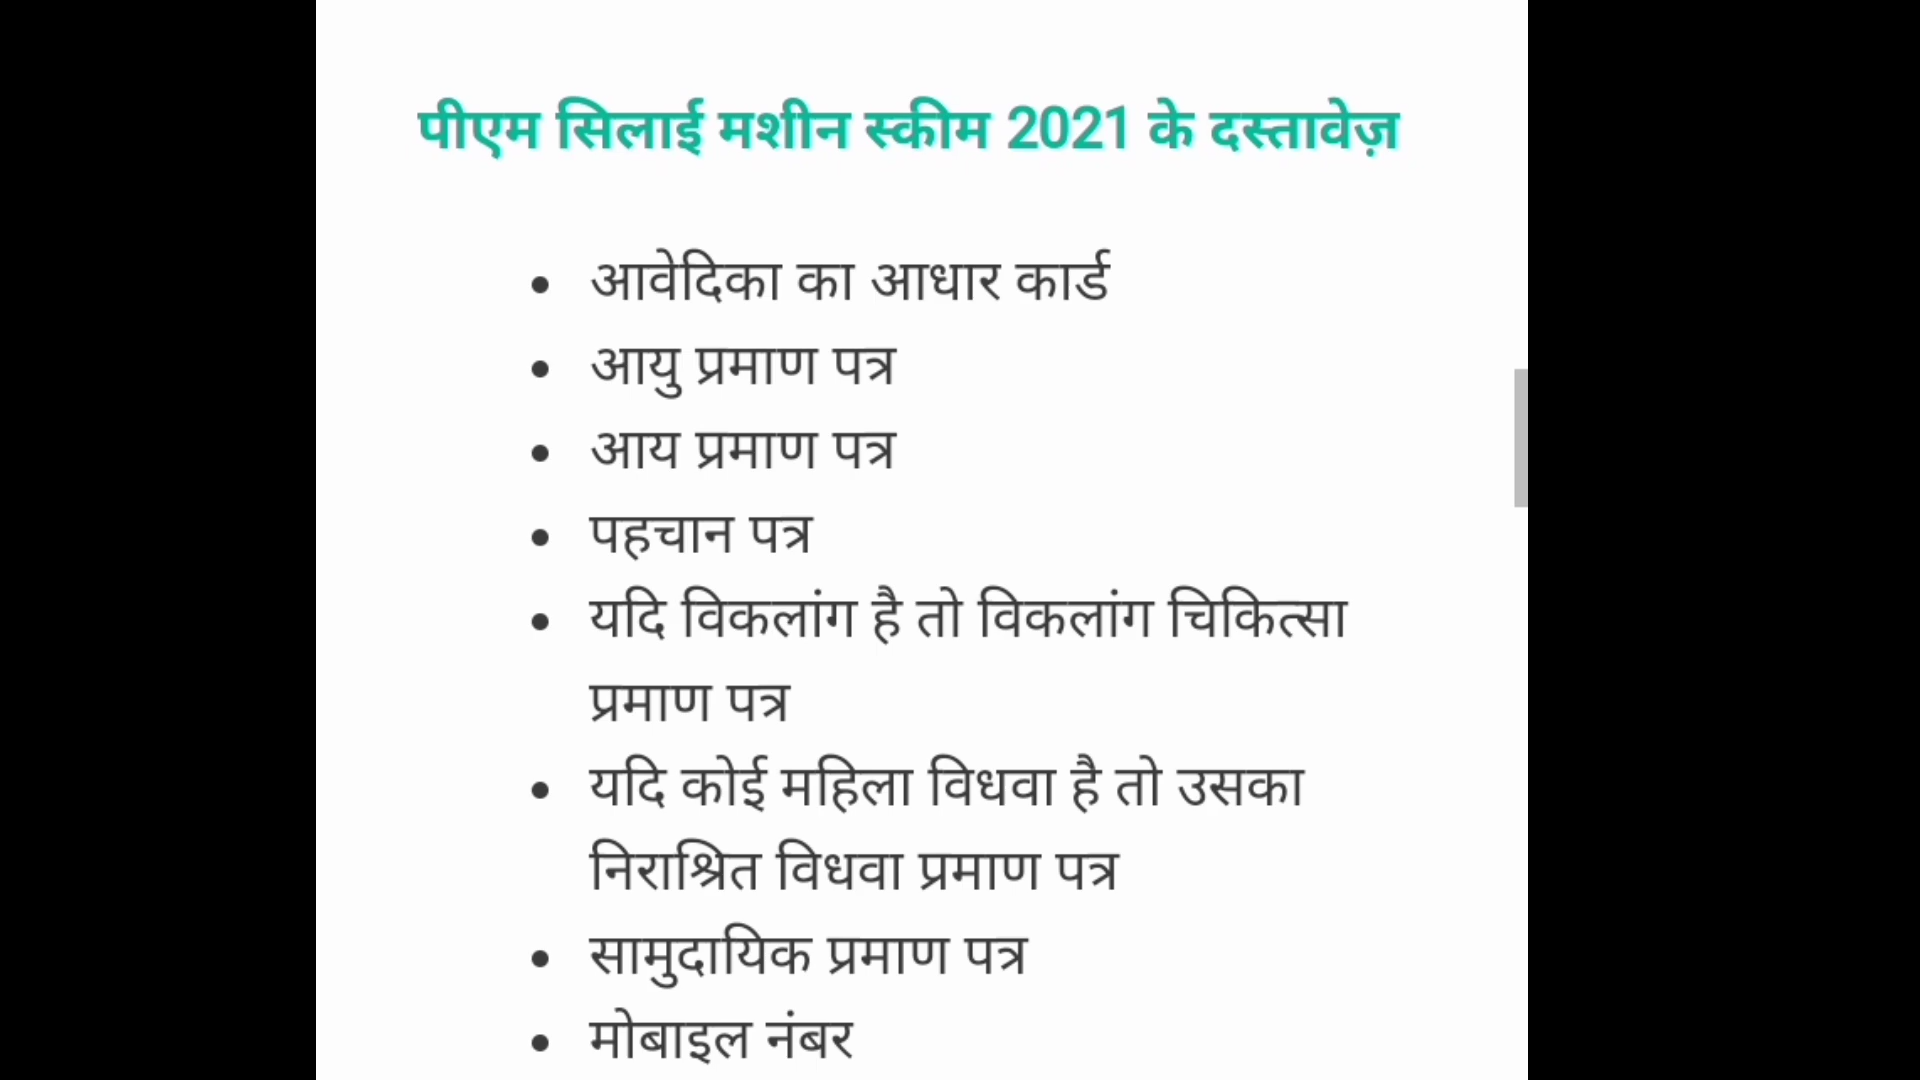 पीएम सिलाई मशीन स्कीम 2021 के दस्तावेज़
• आवेदिका का आधार कार्ड
• आयु प्रमाण पत्र
• आय प्रमाण पत्र
• पहचान पत्र
• यदि विकलांग है तो विकलांग चिकित्सा
प्रमाण पत्र
• यदि कोई महिला विधवा है तो उसका
निराश्रित विधवा प्रमाण पत्र
• सामुदायिक प्रमाण पत्र
• मोबाइल नंबर